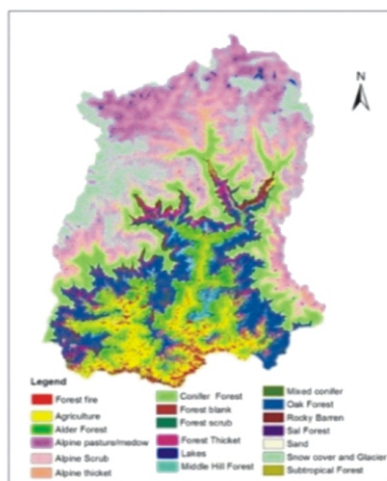 N
Legend
Forest fire
Agriculture
Alder Forest
Alpine pasture/medow
Alpine Scrub
Alpine thicket
Conifer Forest
Forest blank
Forest scrub
Forest Thicket
Lakes
Middle Hill Forest
Mixed conifer
Oak Forest
Rocky Barren
Sal Forest
Sand
Snow cover and Glacier
Subtropical Forest